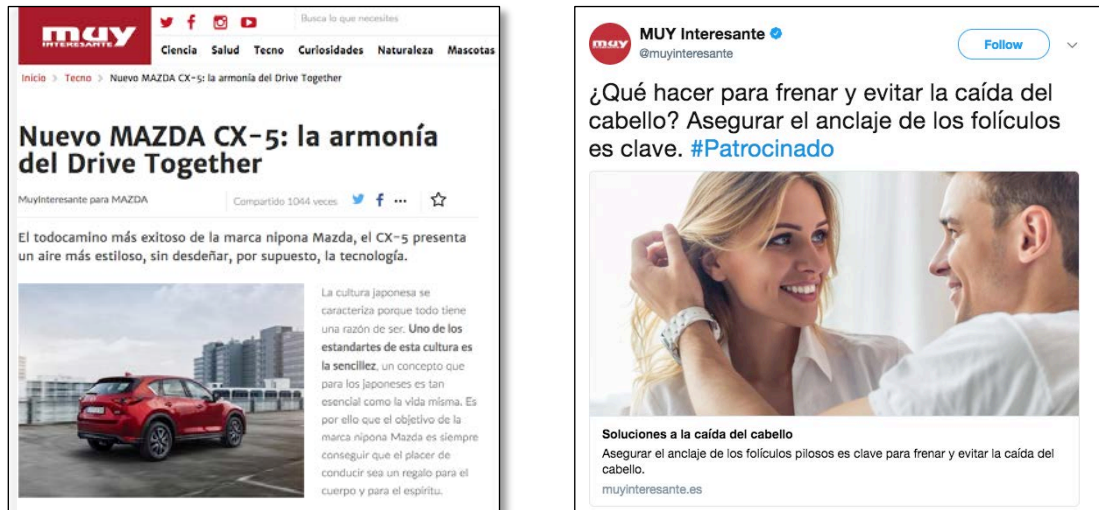 muy
INTERESANTE
Busca lo que necesites
Ciencia Salud Tecno Curiosidades Naturaleza Mascotas
Inicio > Tecno > Nuevo MAZDA CX-5: la armonía del Drive Together
Nuevo MAZDA CX-5: la armonía
del Drive Together
MuyInteresante para MAZDA
Compartido 1044 veces
El todocamino más exitoso de la marca nipona Mazda, el CX-5 presenta
un aire más estiloso, sin desdeñar, por supuesto, la tecnología.
La cultura japonesa se
caracteriza porque todo tiene
una razón de ser. Uno de los
estandartes de esta cultura es
la sencillez, un concepto que
para los japoneses es tan
esencial como la vida misma. Es
por ello que el objetivo de la
marca nipona Mazda es siempre
conseguir que el placer de
conducir sea un regalo para el
cuerpo y para el espíritu.
muy
MUY Interesante
@muyinteresante
Follow
¿Qué hacer para frenar y evitar la caída del
cabello? Asegurar el anclaje de los folículos
es clave. #Patrocinado
Soluciones a la caída del cabello
Asegurar el anclaje de los folículos pilosos es clave para frenar y evitar la caída del
cabello.
muyinteresante.es